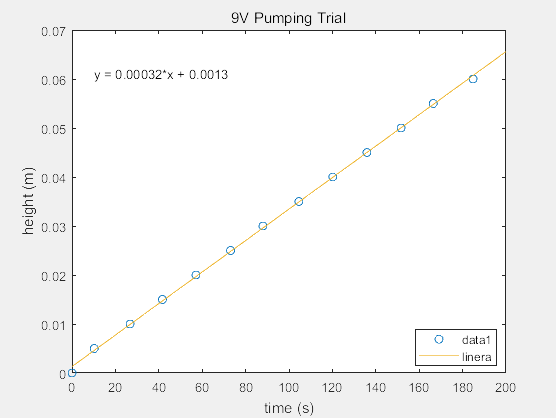 9V Pumping Trial
0.07
0.06
0.05
0.04
0.03
0.02
0.01
0
y = 0.00032*x + 0.0013
height (m)
data1
linera
0 20 40 60 80 100 120 140 160 180 200
time (s)